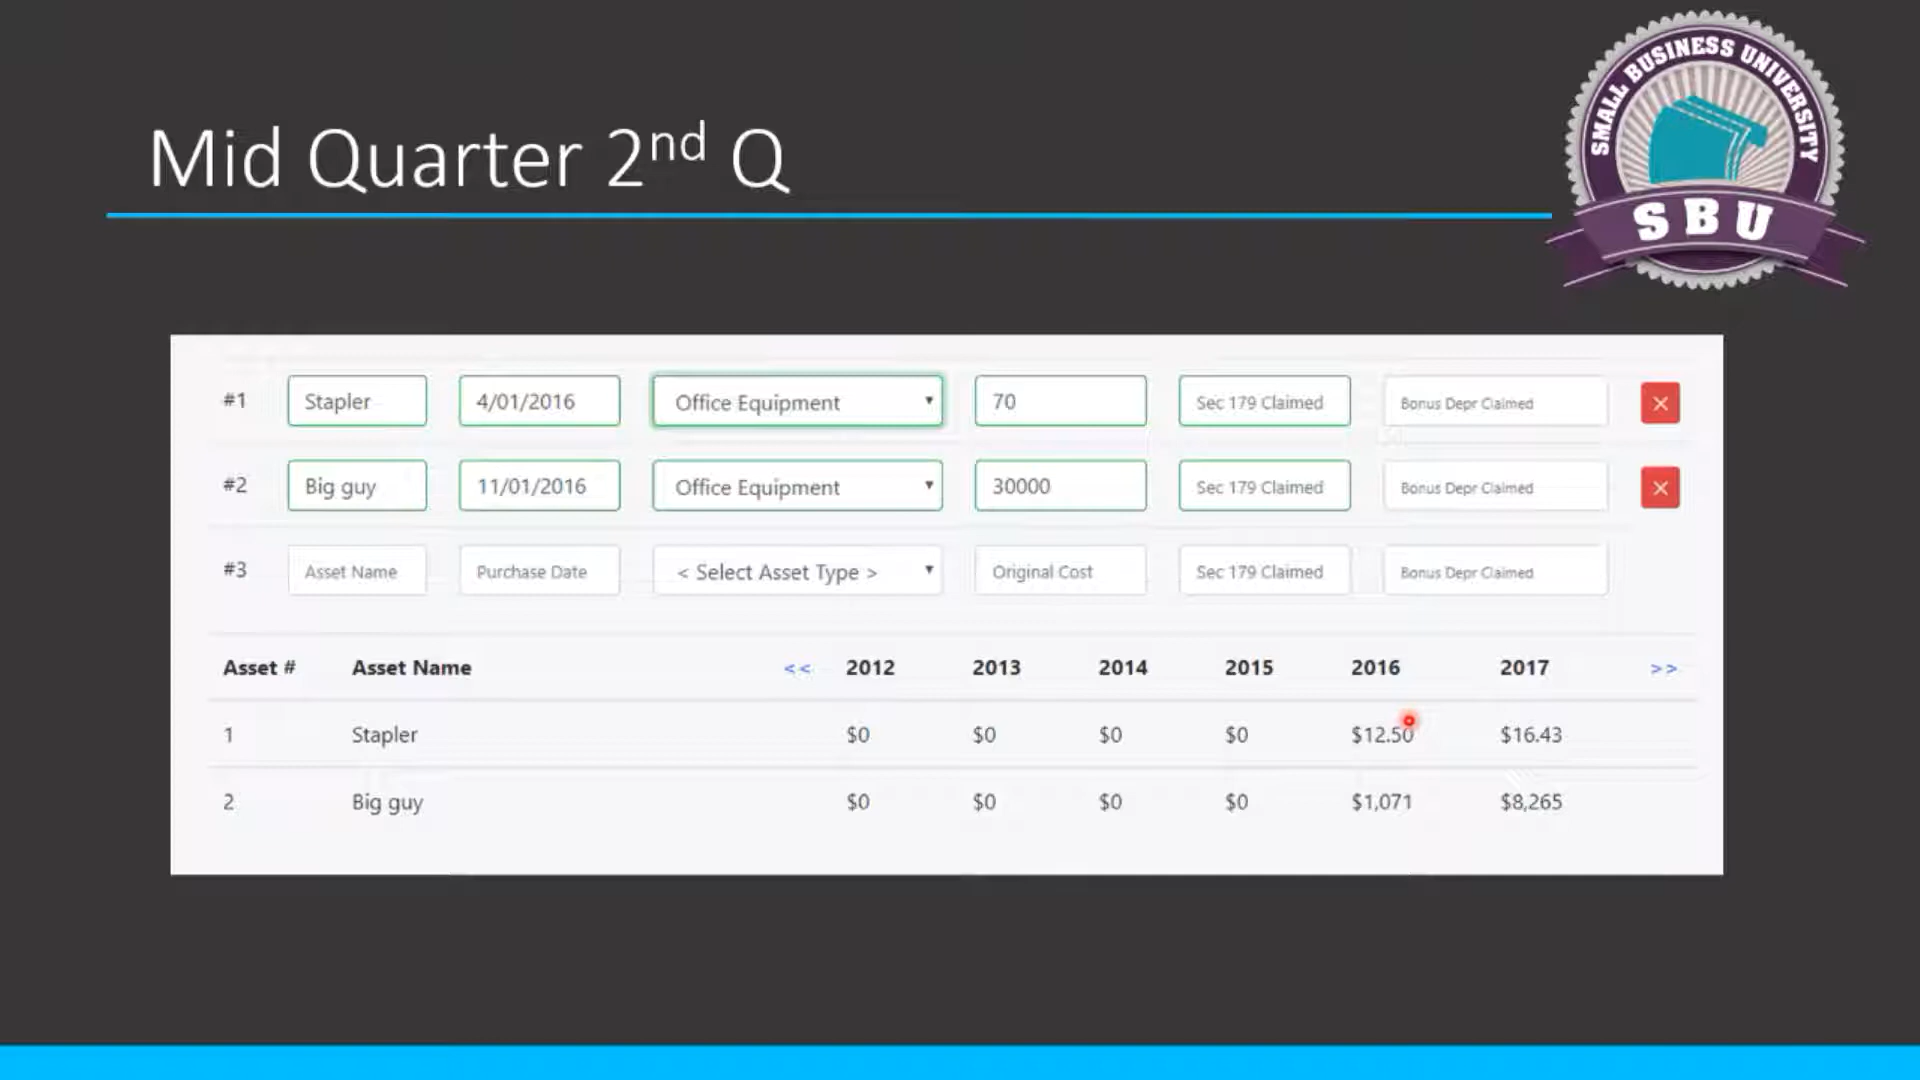 Mid Quarter 2nd Q
SMALL BUSINESS UNIVERSITY
SBU
#1 Stapler 4/01/2016 Office Equipment 70 Sec 179 Claimed Bonus Depr Claimed
#2 Big guy 11/01/2016 Office Equipment 30000 Sec 179 Claimed Bonus Depr Claimed
#3 Asset Name Purchase Date < Select Asset Type > Original Cost Sec 179 Claimed Bonus Depr Claimed
Asset # Asset Name << 2012 2013 2014 2015 2016 2017 >>
1 Stapler $0 $0 $0 $0 $12.50 $16.43
2 Big guy $0 $0 $0 $0 $1,071 $8,265